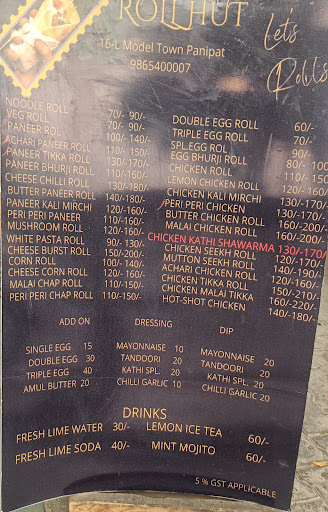 ROLLHUT
16-L Model Town Panipat
9865400007
Let's
Rolls
NOODLE ROLL 70/- 90/-
VEG ROLL 70/-
PANEER ROL 100/- 140/-
ACHARI PANEER ROLL 110/- 150/-
PANEER TIKKA ROLL 130/-170/-
PANEER BHURJI ROLL 110/-160/-
CHEESE CHILLI ROLL 130/-180/-
BUTTER PANEER ROLL 140/-180/-
PANEER KALI MIRCHI 120/-160/-
PERI PERI PANEER 110/-160/-
MUSHROOM ROLL 120/-160/-
WHITE PASTA ROLL 90/- 130/-
CHEESE BURST ROLL 150/-
CORN ROLL 100/- 140/-
CHEESE CORN ROLL 120/-160/-
MALAI CHAP ROLL 110/-150/-
PERI PERI CHAP ROLL 110/-150/-
DOUBLE EGG ROLL 60/-
TRIPLE EGG ROLL 70/-
SPL.EGG ROL 90/-
EGG BHURJI ROLL 80/-
CHICKEN ROLL 100/-
LEMON CHICKEN ROLL 110/-
CHICKEN KALI MIRCHI 120/-160/-
PERI PERI CHICKEN 130/-170/-
BUTTER CHICKEN ROLL 120/-160/-
MALAI CHICKEN ROLL 160/-200/-
CHICKEN KATHI SHAWARMA 130/-170/-
CHICKEN SEEKH ROLL 120/-170/-
MUTTON SEEKH ROLL 140/-190/-
ACHARI CHICKEN ROLL 120/-160/-
CHICKEN TIKKA ROLL 150/-210/-
CHICKEN MALAI TIKKA 160/-220/-
HOT-SHOT CHICKEN 140/-180/-
ADD ON
SINGLE EGG 15
DOUBLE EGG 30
TRIPLE EGG 40
AMUL BUTTER 20
DRESSING
MAYONNAISE 10
TANDOORI 20
KATHI SPL. 20
CHILLI GARLIC 10
DIP
MAYONNAISE 20
TANDOORI 20
KATHI SPL. 20
CHILLI GARLIC 20
DRINKS
FRESH LIME WATER 30/-
FRESH LIME SODA 40/-
LEMON ICE TEA 60/-
MINT MOJITO 60/-
5 % GST APPLICABLE